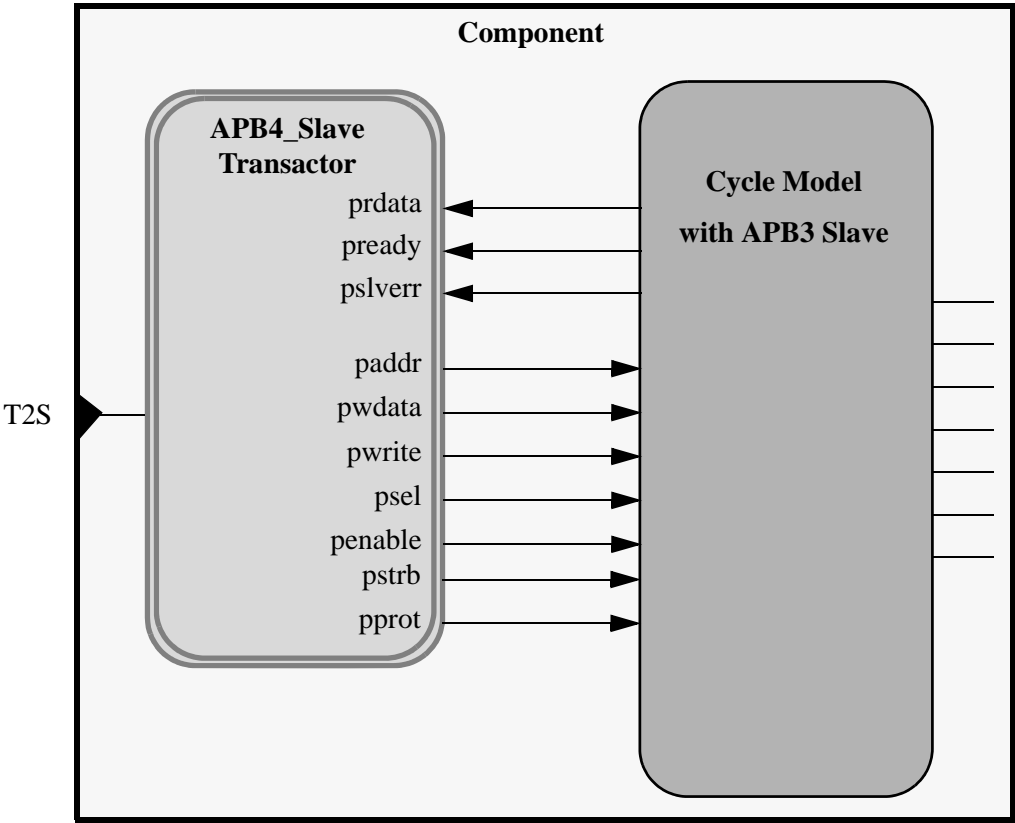 Component
APB4_Slave
Transactor
prdata
pready
pslverr
paddr
pwdata
pwrite
psel
penable
pstrb
pprot
Cycle Model
with APB3 Slave
T2S